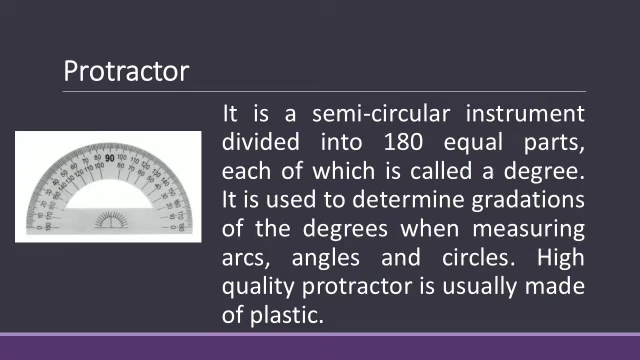 Protractor
It is a semi-circular instrument
divided into 180 equal parts,
each of which is called a degree.
It is used to determine gradations
of the degrees when measuring
arcs, angles and circles. High
quality protractor is usually made
of plastic.
90